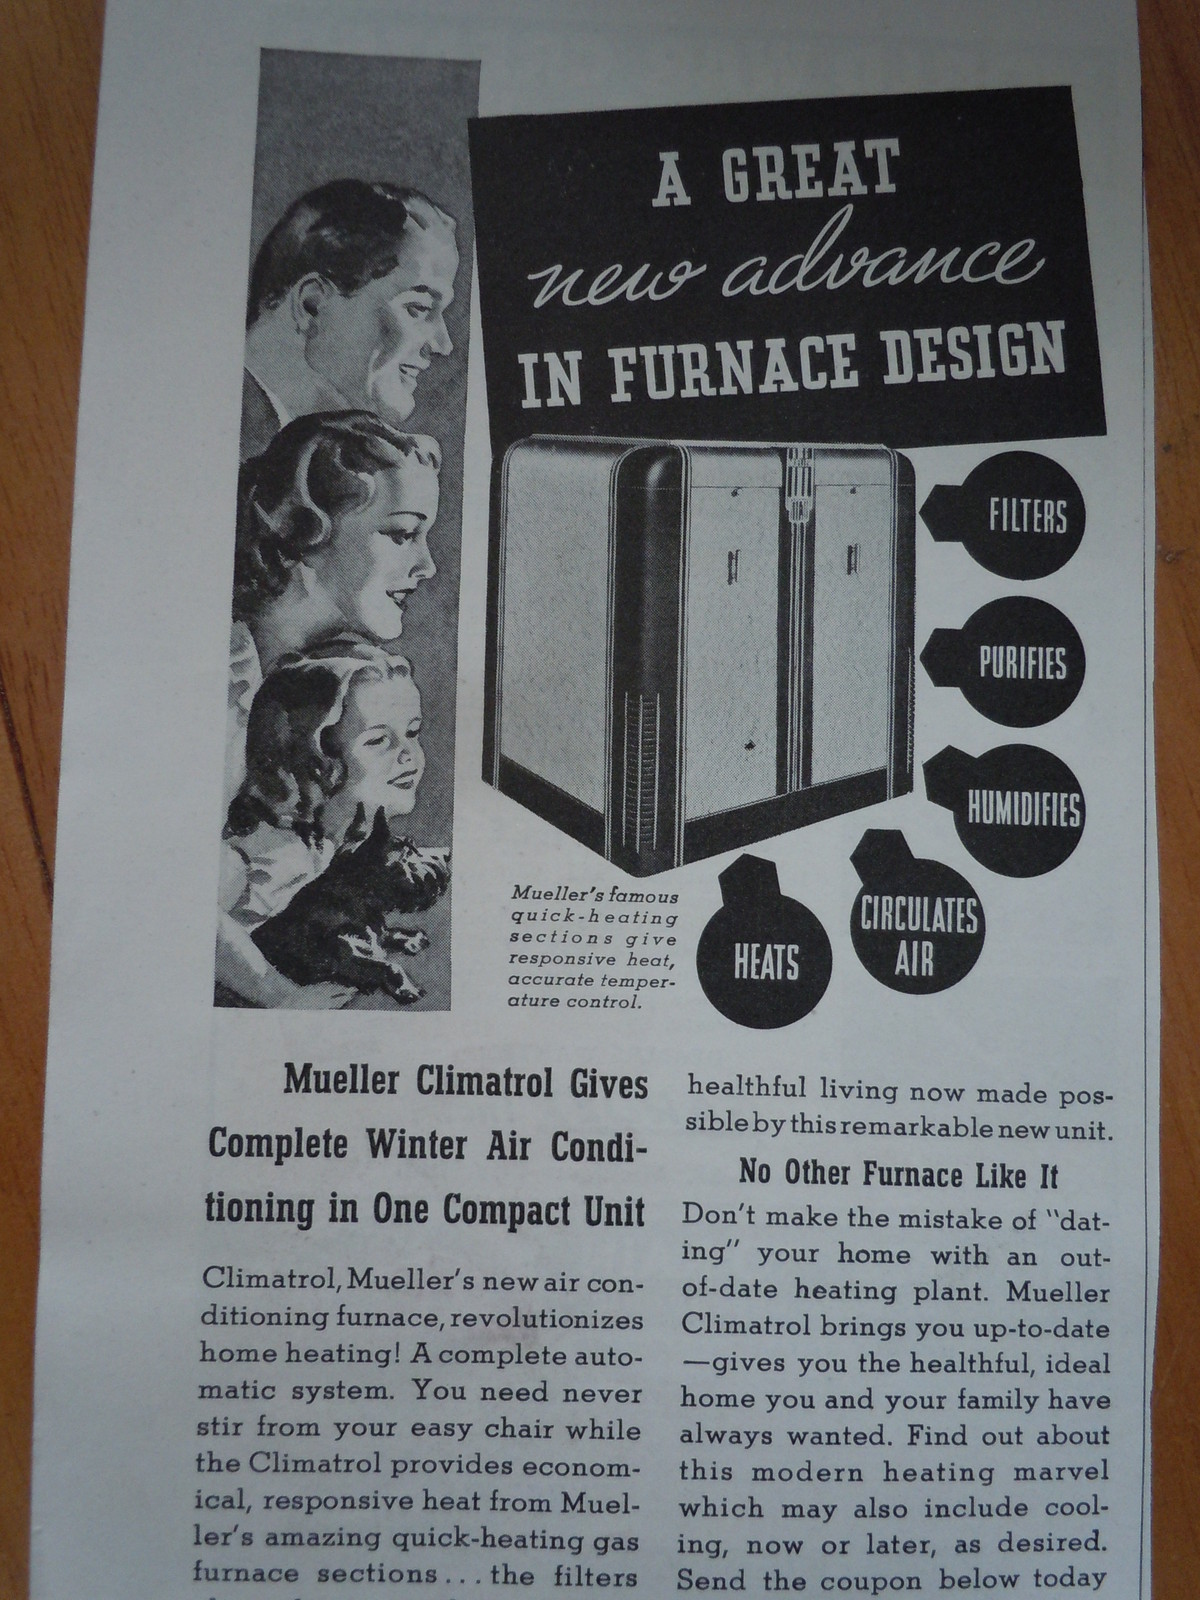 A GREAT
new advance
IN FURNACE DESIGN
FILTERS
PURIFIES
HUMIDIFIES
CIRCULATES
AIR
HEATS
Mueller's famous
quick-heating
sections give
responsive heat,
accurate temper-
ature control.
Mueller Climatrol Gives
Complete Winter Air Condi-
tioning in One Compact Unit
Climatrol, Mueller's new air con-
ditioning furnace, revolutionizes
home heating! A complete auto-
matic system. You need never
stir from your easy chair while
the Climatrol provides econom-
ical, responsive heat from Muel-
ler's amazing quick-heating gas
furnace sections... the filters
healthful living now made pos-
sible by this remarkable new unit.
No Other Furnace Like It
Don't make the mistake of "dat-
ing" your home with an out-
of-date heating plant. Mueller
Climatrol brings you up-to-date
—gives you the healthful, ideal
home you and your family have
always wanted. Find out about
this modern heating marvel
which may also include cool-
ing, now or later, as desired.
Send the coupon below today